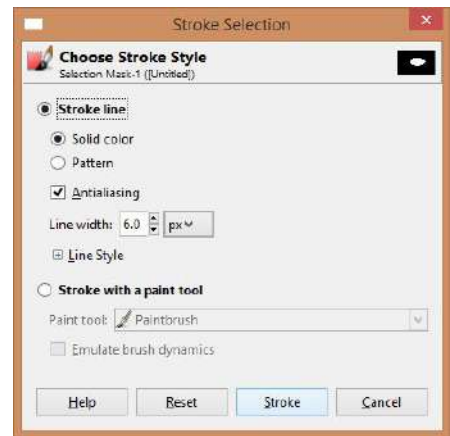 Stroke Selection
Choose Stroke Style
Selection Mask-1 ([Untitled])
Stroke line
Solid color
Pattern
Antialiasing
Line width: 6.0 px
Line Style
Stroke with a paint tool
Paint tool: Paintbrush
Emulate brush dynamics
Help Reset Stroke Cancel